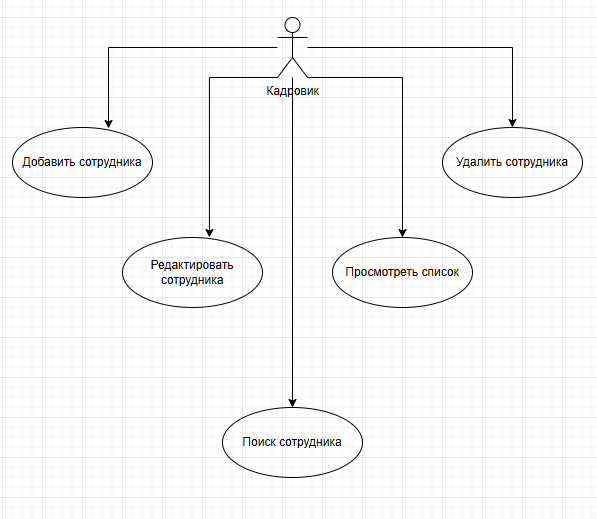 Кадровик
Добавить сотрудника
Удалить сотрудника
Редактировать
сотрудника
Просмотреть список
Поиск сотрудника